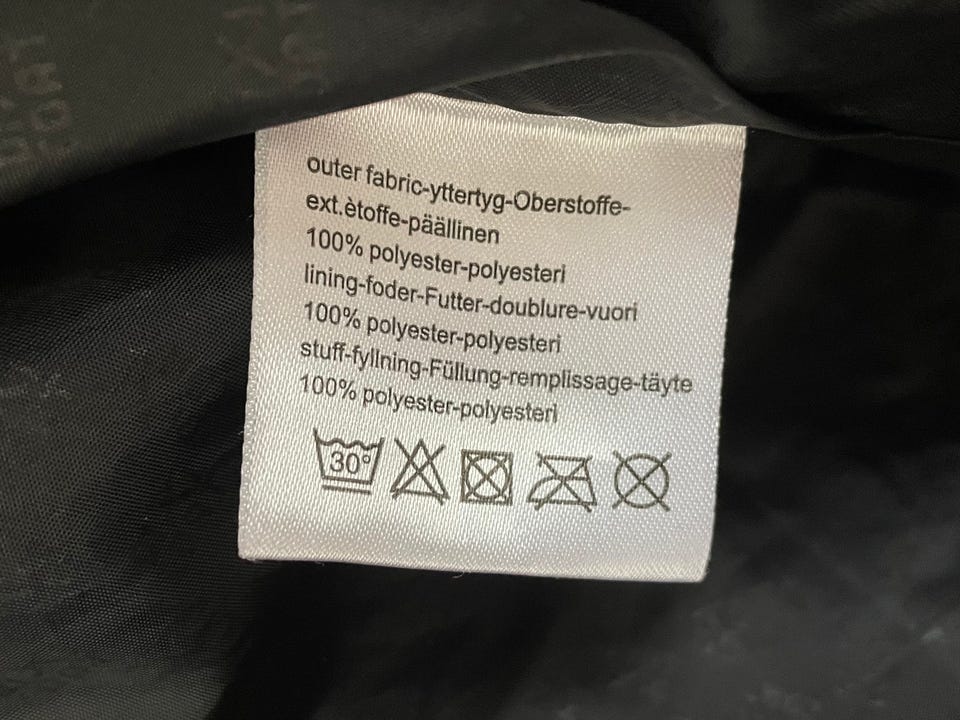 outer fabric-yttertyg-Oberstoffe-
ext.ètoffe-päällinen
100% polyester-polyesteri
lining-foder-Futter-doublure-vuori
100% polyester-polyesteri
stuff-fyllning-Füllung-remplissage-täyte
100% polyester-polyesteri
30°